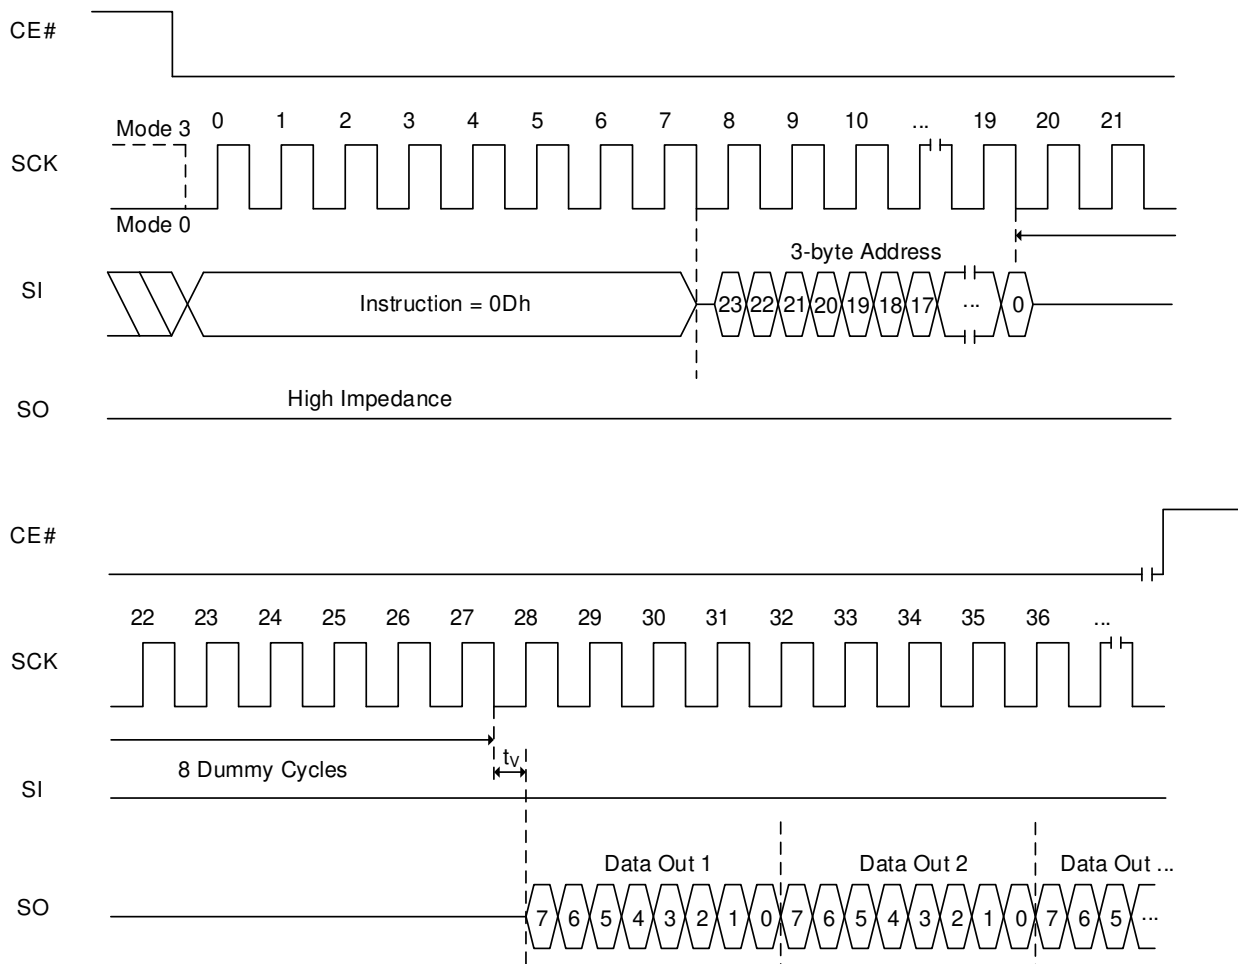 CE#
Mode 3 0 1 2 3 4 5 6 7 8 9 10 ... 19 20 21
SCK
Mode 0
3-byte Address
SI Instruction = 0Dh 23 22 21 20 19 18 17 ... 0
High Impedance
SO
CE#
22 23 24 25 26 27 28 29 30 31 32 33 34 35 36 ...
SCK
tV
8 Dummy Cycles
SI
Data Out 1 Data Out 2 Data Out ...
SO 7 6 5 4 3 2 1 0 7 6 5 4 3 2 1 0 7 6 5 ...